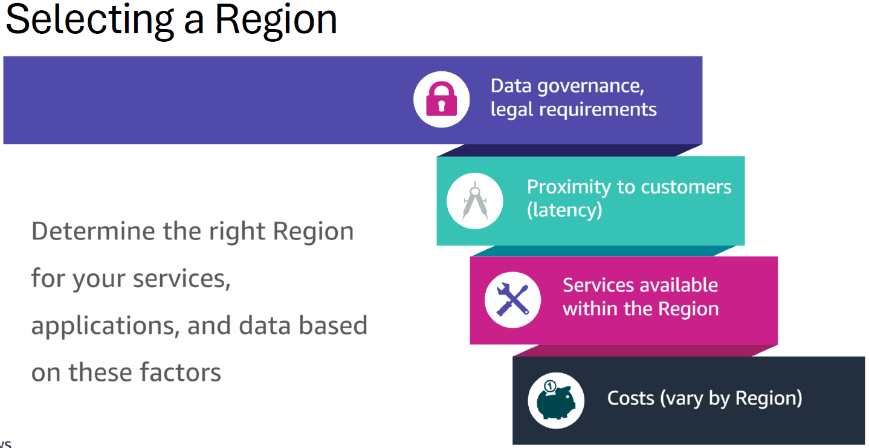 Selecting a Region
Data governance,
legal requirements
Proximity to customers
(latency)
Determine the right Region
for your services,
applications, and data based
on these factors
Services available
within the Region
1
Costs (vary by Region)